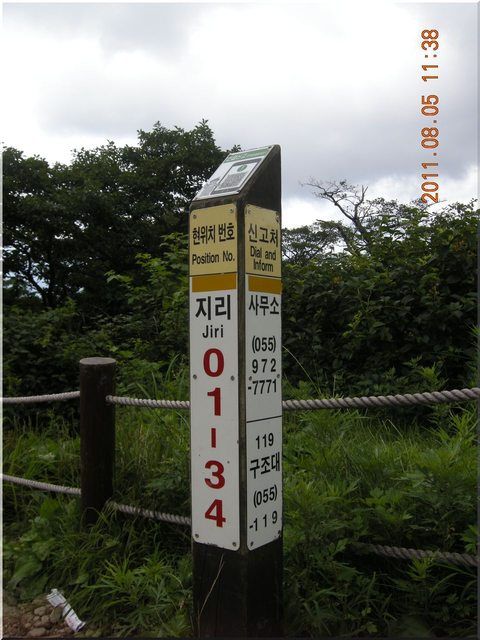 2011.08.05 11:38
현위치 번호
Position No.
지리
Jiri
01-34
신고처
Dial and
Inform
사무소
(055)
972
-7771
119
구조대
(055)
-119